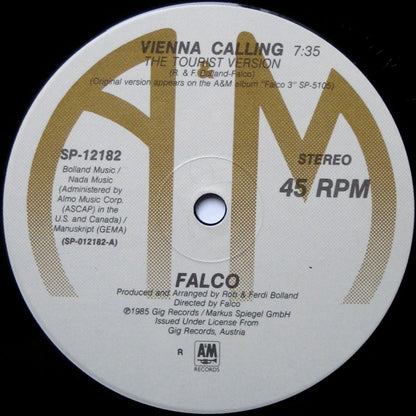 VIENNA CALLING 7:35
THE TOURIST VERSION
(R. & F. Bolland-Falco)
(Original version appears on the A&M album "Falco 3" SP-5105)
SP-12182
Bolland Music /
Nada Music
(Administered by
Almo Music Corp.
(ASCAP) in the
U.S. and Canada) /
Manuskript (GEMA)
(SP-012182-A)
STEREO
45 RPM
A&M
FALCO
Produced and Arranged by Rob & Ferdi Bolland
Directed by Falco
℗1985 Gig Records / Markus Spiegel GmbH
Issued Under License From
Gig Records, Austria
R
A&M
RECORDS